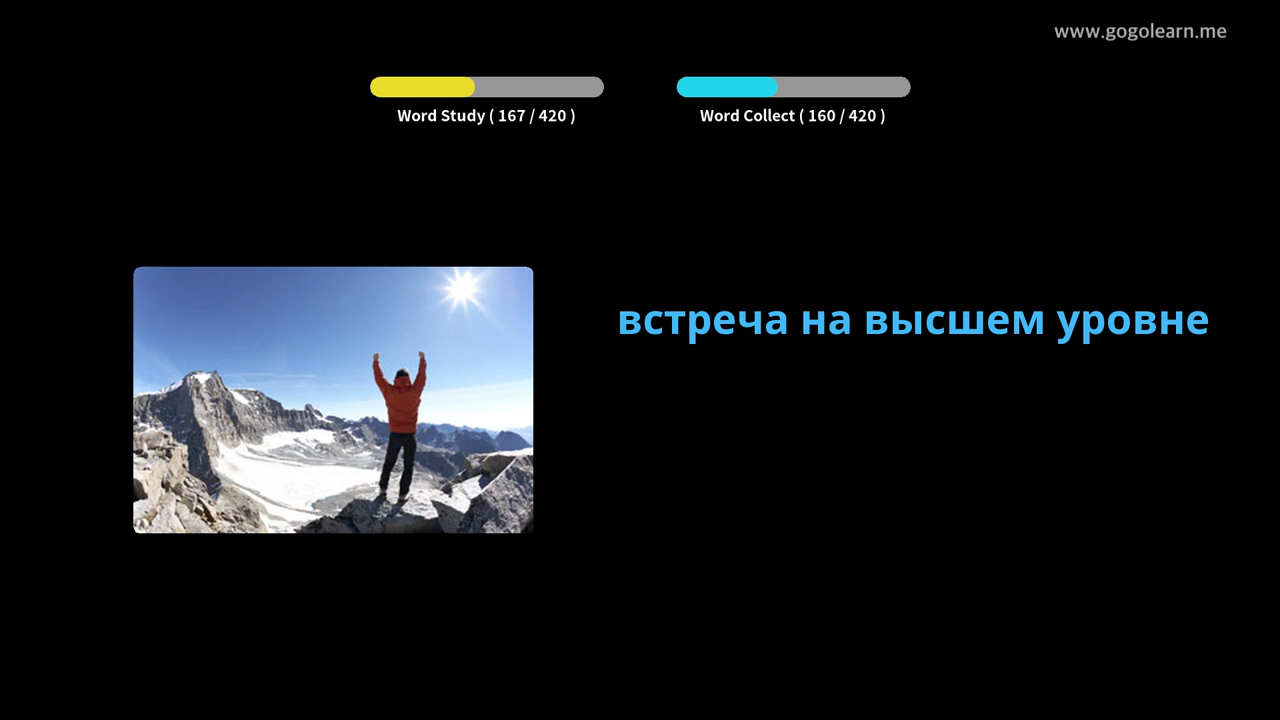 www.gogolearn.me
Word Study ( 167 / 420 )
Word Collect ( 160 / 420 )
встреча на высшем уровне